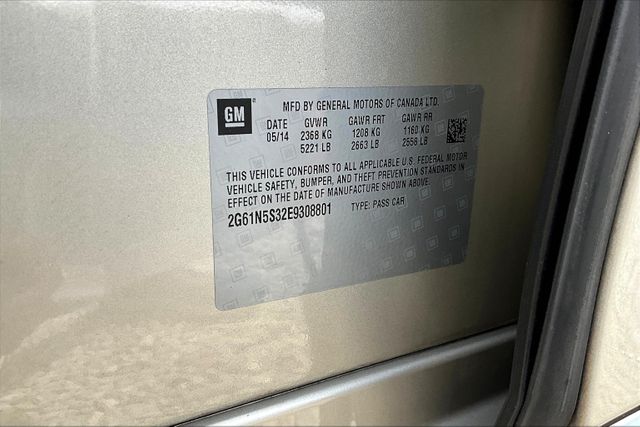 GM
MFD BY GENERAL MOTORS OF CANADA LTD.
DATE GVWR GAWR FRT GAWR RR
05/14 2368 KG 1208 KG 1160 KG
5221 LB 2663 LB 2558 LB
THIS VEHICLE CONFORMS TO ALL APPLICABLE U.S. FEDERAL MOTOR
VEHICLE SAFETY, BUMPER, AND THEFT PREVENTION STANDARDS IN
EFFECT ON THE DATE OF MANUFACTURE SHOWN ABOVE.
2G61N5S32E9308801 TYPE: PASS CAR